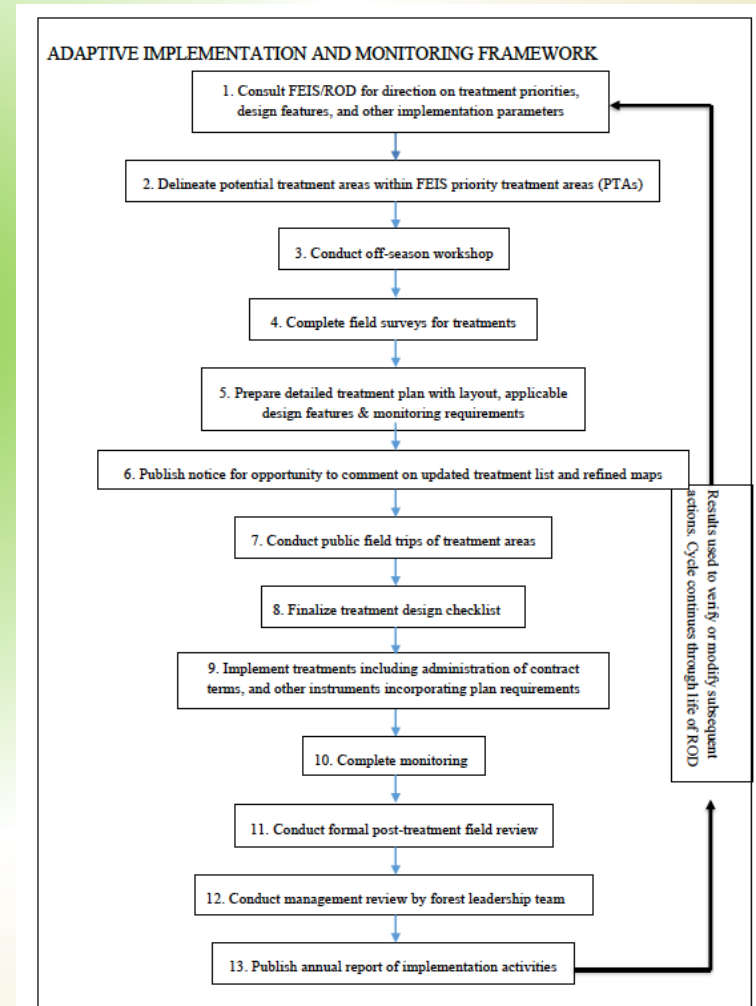 ADAPTIVE IMPLEMENTATION AND MONITORING FRAMEWORK
1. Consult FEIS/ROD for direction on treatment priorities,
design features, and other implementation parameters
2. Delineate potential treatment areas within FEIS priority treatment areas (PTAs)
3. Conduct off-season workshop
4. Complete field surveys for treatments
5. Prepare detailed treatment plan with layout, applicable
design features & monitoring requirements
6. Publish notice for opportunity to comment on updated treatment list and refined maps
7. Conduct public field trips of treatment areas
8. Finalize treatment design checklist
9. Implement treatments including administration of contract
terms, and other instruments incorporating plan requirements
10. Complete monitoring
11. Conduct formal post-treatment field review
12. Conduct management review by forest leadership team
13. Publish annual report of implementation activities
Results used to verify or modify subsequent
actions. Cycle continues through life of ROD